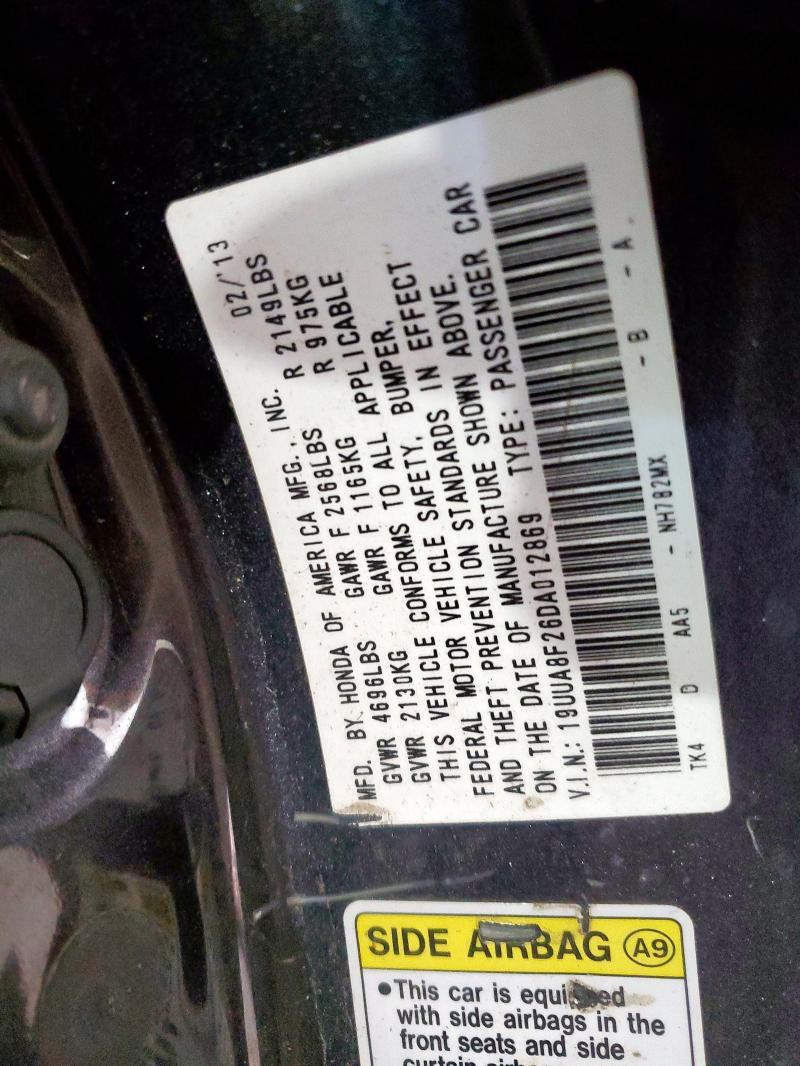 MFD. BY HONDA OF AMERICA MFG., INC. 02/'13
GVWR 4696LBS GAWR F 2568LBS R 2149LBS
GVWR 2130KG GAWR F 1165KG R 975KG
THIS VEHICLE CONFORMS TO ALL APPLICABLE
FEDERAL MOTOR VEHICLE SAFETY, BUMPER,
AND THEFT PREVENTION STANDARDS IN EFFECT
ON THE DATE OF MANUFACTURE SHOWN ABOVE.
V.I.N.: 19UUA8F26DA012869 TYPE: PASSENGER CAR
TK4 D AA5 - NH782MX - B - A.
SIDE AIRBAG A9
•This car is equipped
with side airbags in the
front seats and side